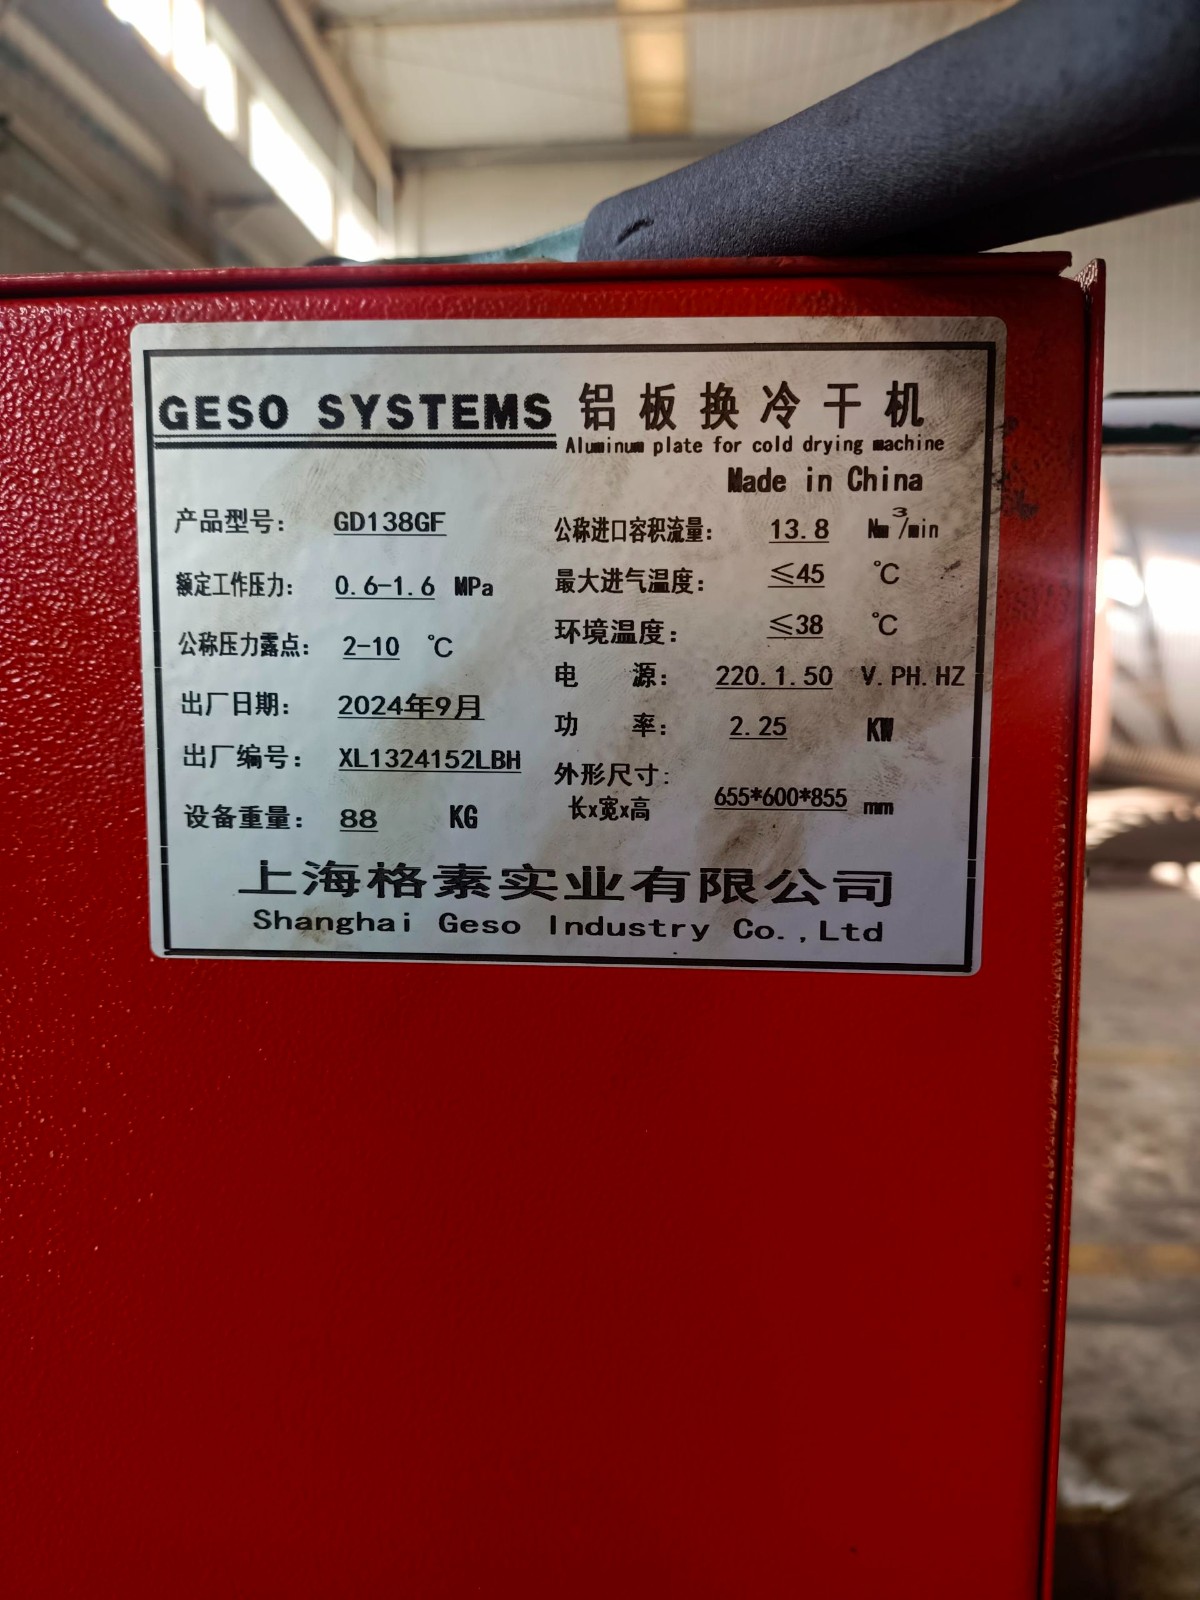 GESO SYSTEMS 铝板换冷干机
Aluminum plate for cold drying machine
Made in China
产品型号： GD138GF
公称进口容积流量： 13.8 Nm³/min
额定工作压力： 0.6-1.6 MPa
最大进气温度： ≤45 ℃
公称压力露点： 2-10 ℃
环境温度： ≤38 ℃
出厂日期： 2024年9月
电 源： 220.1.50 V.PH.HZ
出厂编号： XL1324152LBH
功 率： 2.25 KW
设备重量： 88 KG
外形尺寸：
长x宽x高 655*600*855 mm
上海格素实业有限公司
Shanghai Geso Industry Co.,Ltd